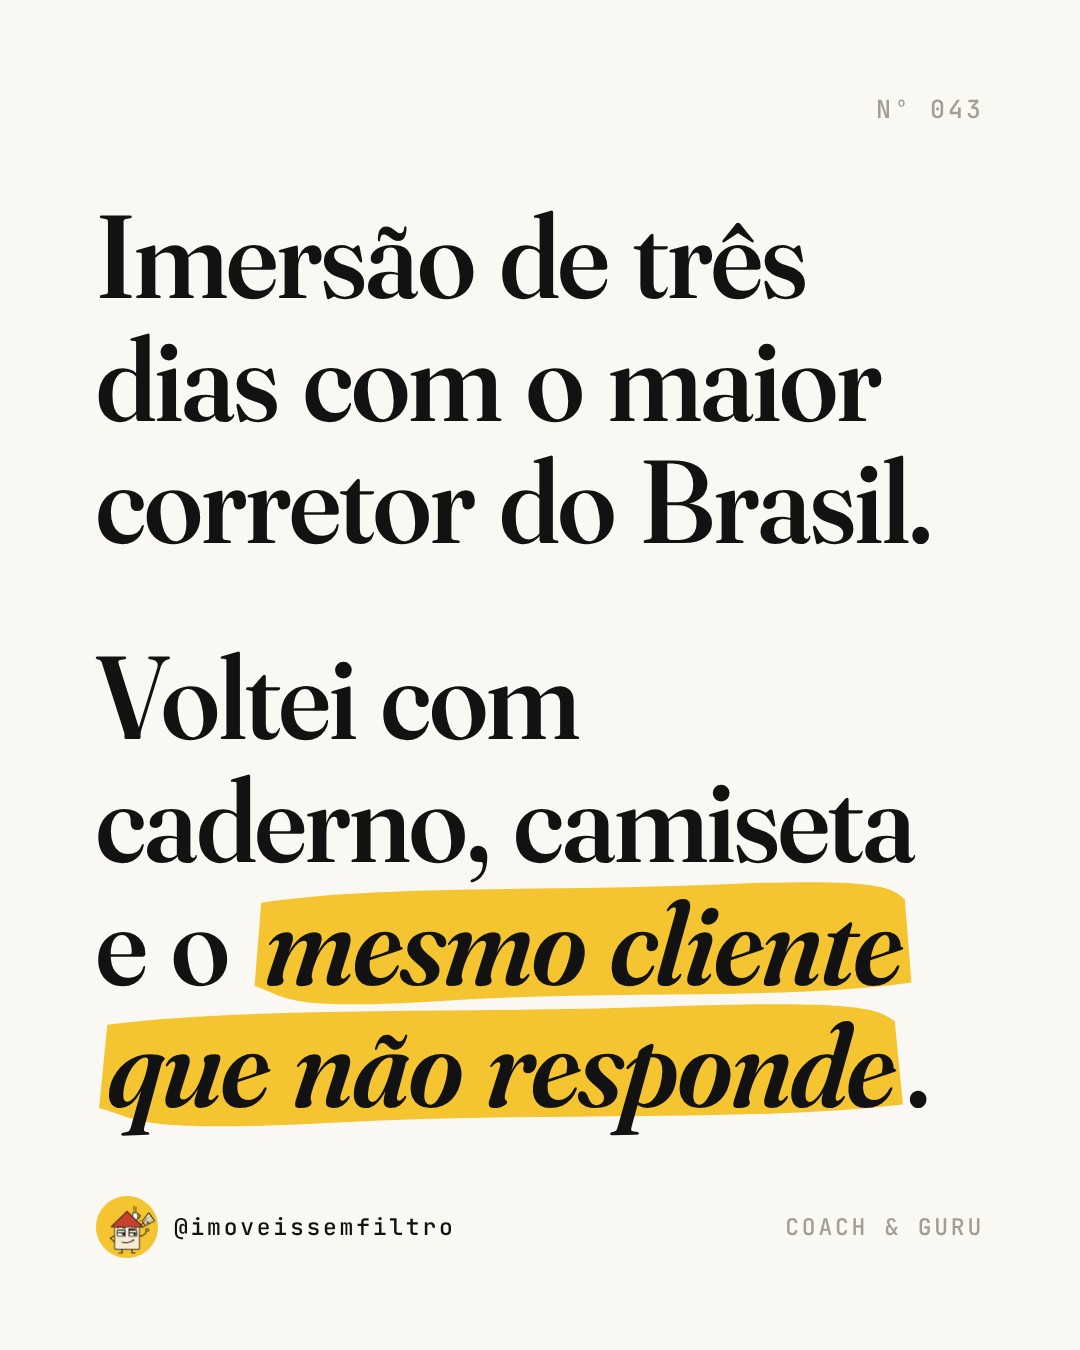 Nº 043
Imersão de três
dias com o maior
corretor do Brasil.
Voltei com
caderno, camiseta
e o mesmo cliente
que não responde.
@imoveissemfiltro
COACH & GURU